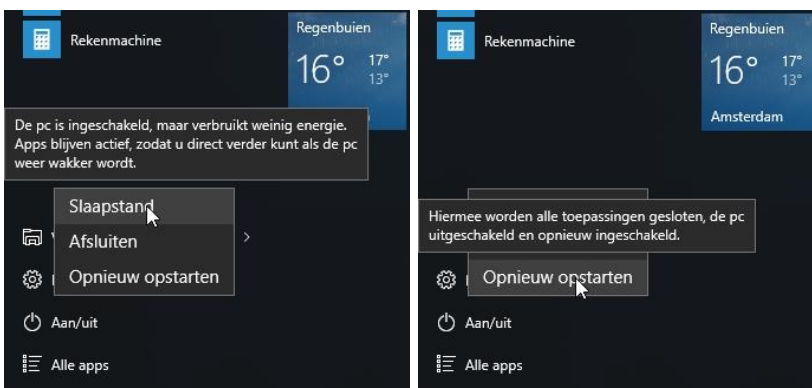 Rekenmachine
Regenbuien
16° 17°
13°
De pc is ingeschakeld, maar verbruikt weinig energie.
Apps blijven actief, zodat u direct verder kunt als de pc
weer wakker wordt.
Slaapstand
Afsluiten
Opnieuw opstarten
Aan/uit
Alle apps
Rekenmachine
Regenbuien
16° 17°
13°
Amsterdam
Hiermee worden alle toepassingen gesloten, de pc
uitgeschakeld en opnieuw ingeschakeld.
Opnieuw opstarten
Aan/uit
Alle apps